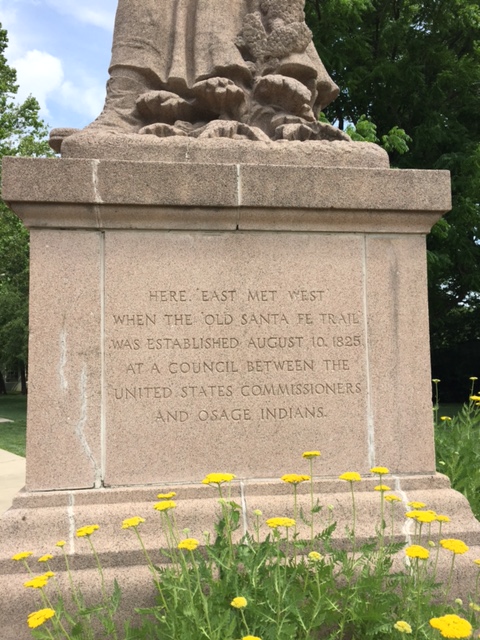 HERE, EAST MET WEST
WHEN THE OLD SANTA FE TRAIL
WAS ESTABLISHED AUGUST 10, 1825
AT A COUNCIL BETWEEN THE
UNITED STATES COMMISSIONERS
AND OSAGE INDIANS.